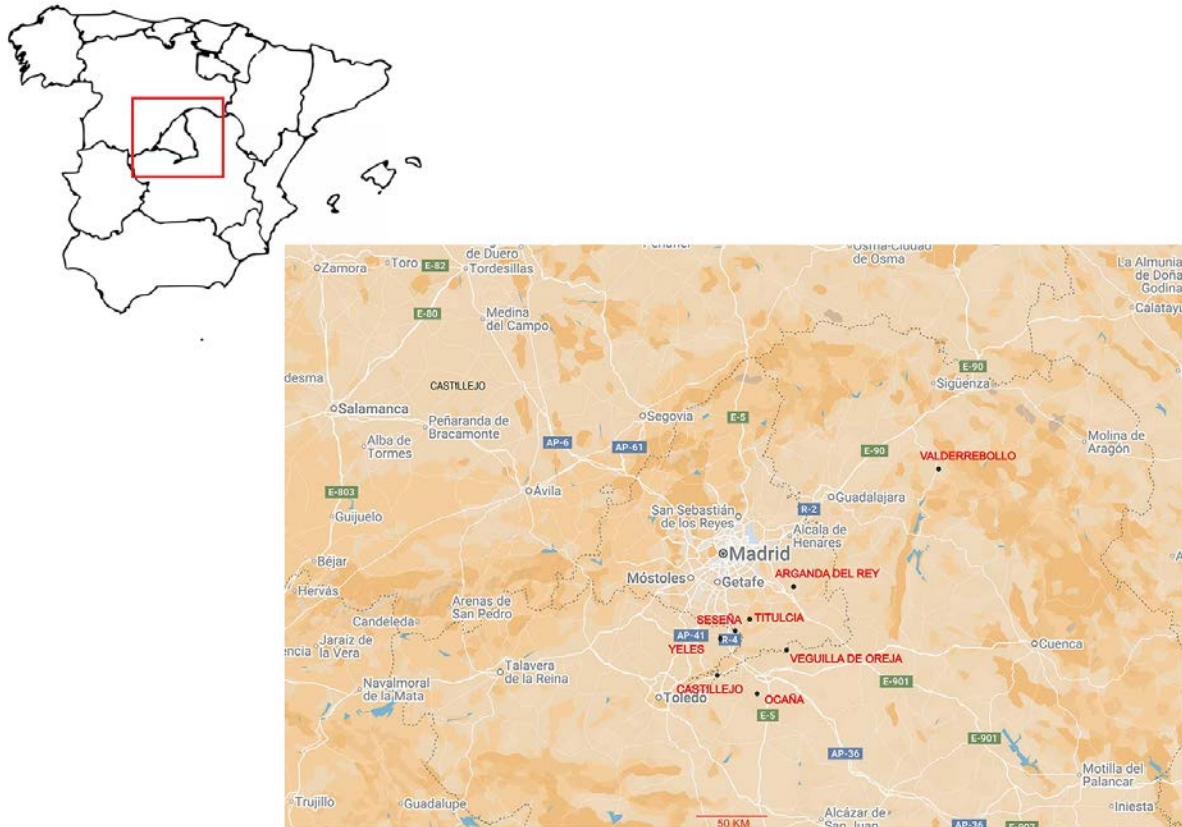 de Duero
Osma-Ciudad
de Osma
La Almunia
de Doña
Godina
Zamora
Toro
E-82
Tordesillas
Calatayu
E-80
Medina
del Campo
E-90
desma
CASTILLEJO
Sigüenza
Salamanca
Peñaranda de
Bracamonte
Segovia
E-5
Alba de
Tormes
AP-6
AP-61
E-90
Molina de
Aragón
VALDERREBOLLO
E-803
Ávila
Guadalajara
Guijuelo
San Sebastián
de los Reyes
R-2
Alcala de
Henares
Madrid
Béjar
Móstoles
Getafe
ARGANDA DEL REY
Hervás
Arenas de
San Pedro
Candeleda
SESEÑA
TITULCIA
AP-41
R-4
Jaraíz de
la Vera
encia
YELES
VEGUILLA DE OREJA
Cuenca
Talavera
de la Reina
E-901
Navalmoral
de la Mata
CASTILLEJO
Toledo
OCAÑA
E-5
E-901
AP-36
Motilla del
Palancar
Trujillo
Guadalupe
Alcázar de
San Juan
Iniesta
50 KM
AP-36